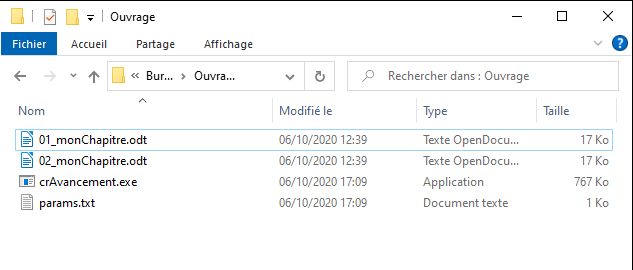 Ouvrage
Fichier Accueil Partage Affichage
« Bur... > Ouvra... Rechercher dans : Ouvrage
Nom Modifié le Type Taille
01_monChapitre.odt 06/10/2020 12:39 Texte OpenDocu... 17 Ko
02_monChapitre.odt 06/10/2020 12:39 Texte OpenDocu... 17 Ko
crAvancement.exe 06/10/2020 17:09 Application 767 Ko
params.txt 06/10/2020 17:09 Document texte 1 Ko